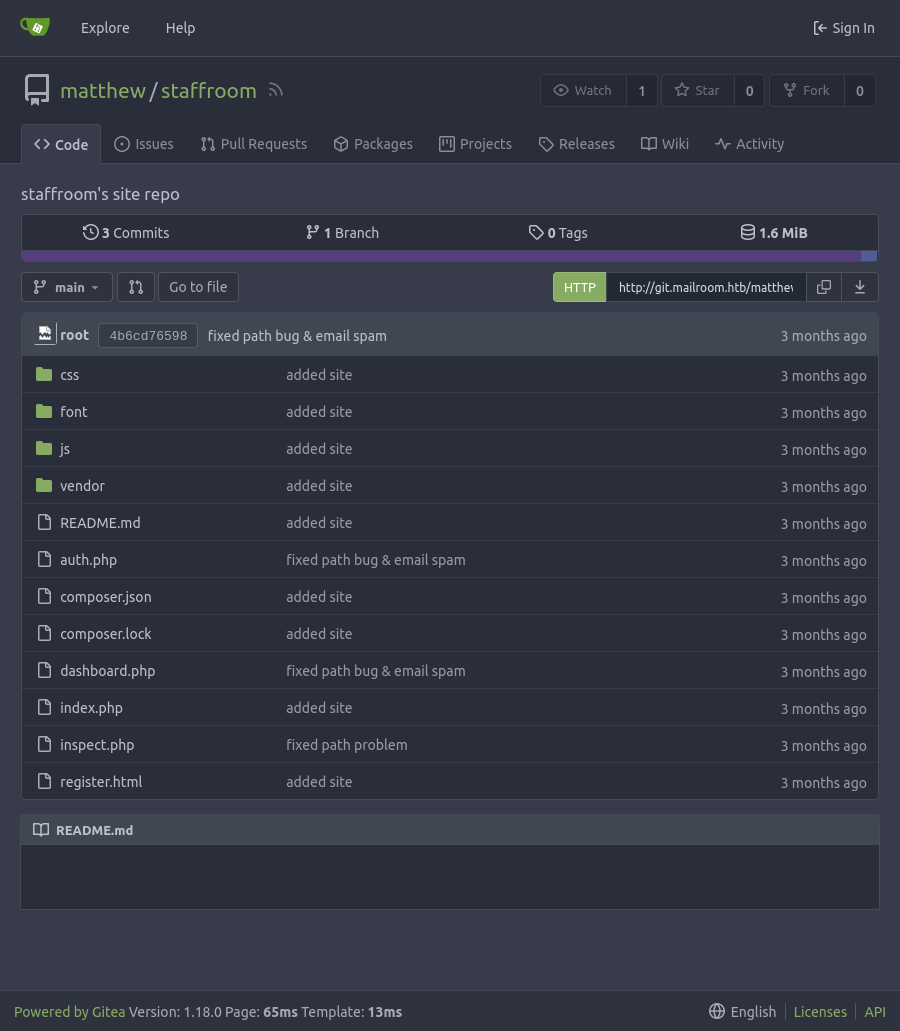 Explore Help Sign In
matthew / staffroom Watch 1 Star 0 Fork 0
Code Issues Pull Requests Packages Projects Releases Wiki Activity
staffroom's site repo
3 Commits 1 Branch 0 Tags 1.6 MiB
main Go to file HTTP http://git.mailroom.htb/matthew
root 4b6cd76598 fixed path bug & email spam 3 months ago
css added site 3 months ago
font added site 3 months ago
js added site 3 months ago
vendor added site 3 months ago
README.md added site 3 months ago
auth.php fixed path bug & email spam 3 months ago
composer.json added site 3 months ago
composer.lock added site 3 months ago
dashboard.php fixed path bug & email spam 3 months ago
index.php added site 3 months ago
inspect.php fixed path problem 3 months ago
register.html added site 3 months ago
README.md
Powered by Gitea Version: 1.18.0 Page: 65ms Template: 13ms English Licenses API